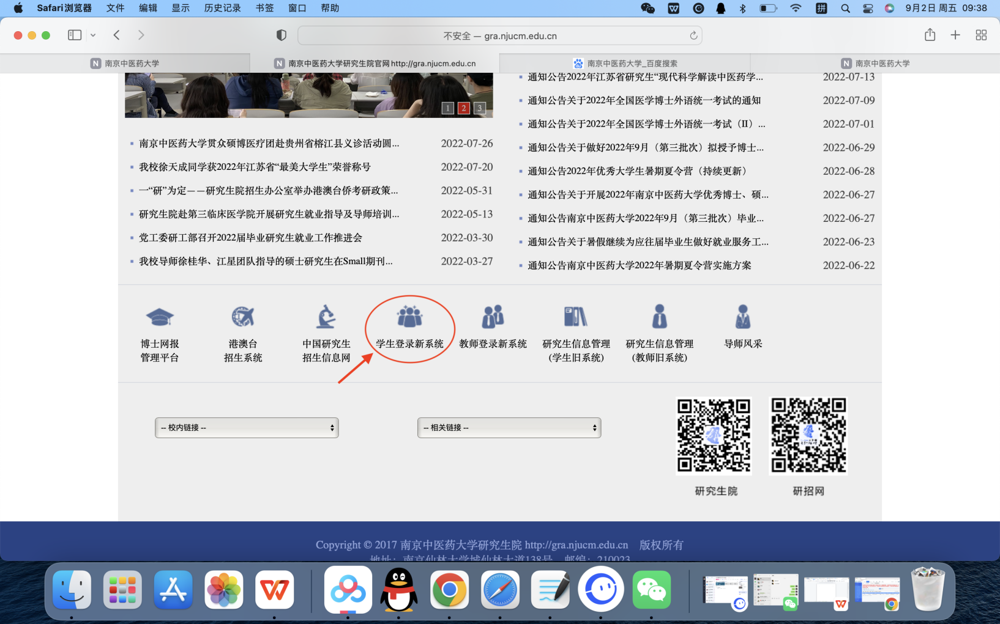 Safari浏览器 文件 编辑 显示 历史记录 书签 窗口 帮助
拼 9月2日 周五 09:38
不安全 — gra.njucm.edu.cn
N 南京中医药大学
N 南京中医药大学研究生院官网http://gra.njucm.edu.cn
南京中医药大学_百度搜索
N 南京中医药大学
1 2 3
南京中医药大学贯众硕博医疗团赴贵州省榕江县义诊活动圆... 2022-07-26
我校徐天成同学获2022年江苏省“最美大学生”荣誉称号 2022-07-20
一“研”为定——研究生院招生办公室举办港澳台侨考研政策... 2022-05-31
研究生院赴第三临床医学院开展研究生就业指导及导师培训... 2022-05-13
党工委研工部召开2022届毕业研究生就业工作推进会 2022-03-30
我校导师徐桂华、江星团队指导的硕士研究生在Small期刊... 2022-03-27
通知公告2022年江苏省研究生“现代科学解读中医药学... 2022-07-13
通知公告关于2022年全国医学博士外语统一考试的通知 2022-07-09
通知公告关于2022年全国医学博士外语统一考试（II）... 2022-07-01
通知公告关于做好2022年9月（第三批次）拟授予博士... 2022-06-29
通知公告2022年优秀大学生暑期夏令营（持续更新） 2022-06-28
通知公告关于开展2022年南京中医药大学优秀博士、硕... 2022-06-27
通知公告南京中医药大学2022年9月（第三批次）毕业... 2022-06-27
通知公告关于暑假继续为应往届毕业生做好就业服务工... 2022-06-23
通知公告南京中医药大学2022年暑期夏令营实施方案 2022-06-22
博士网报
管理平台
港澳台
招生系统
中国研究生
招生信息网
学生登录新系统
教师登录新系统
研究生信息管理
(学生旧系统)
研究生信息管理
(教师旧系统)
导师风采
-- 校内链接 --
-- 相关链接 --
研究生院
研招网
Copyright © 2017 南京中医药大学研究生院 http://gra.njucm.edu.cn 版权所有
地址：南京仙林大学城仙林大道138号 邮编：210023